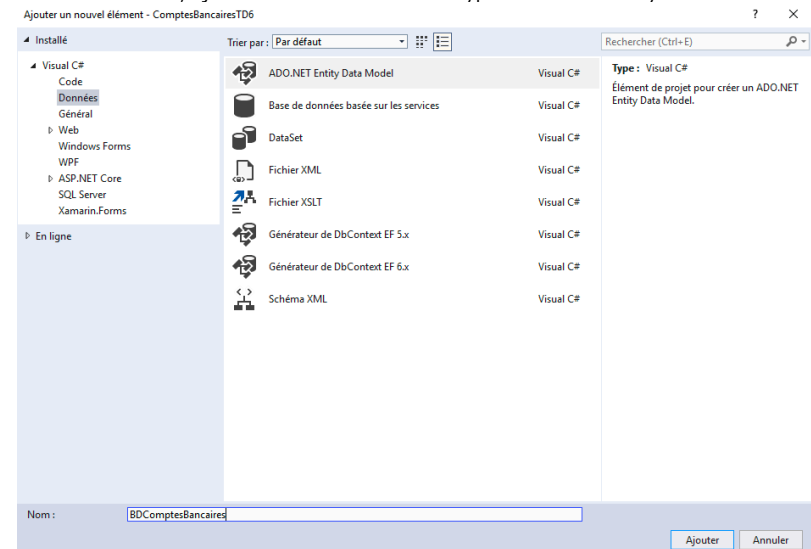 Ajouter un nouvel élément - ComptesBancairesTD6 ? ×
Installé
Trier par : Par défaut
Rechercher (Ctrl+E)
Visual C#
Code
Données
Général
Web
Windows Forms
WPF
ASP.NET Core
SQL Server
Xamarin.Forms
En ligne
ADO.NET Entity Data Model Visual C#
Base de données basée sur les services Visual C#
DataSet Visual C#
Fichier XML Visual C#
Fichier XSLT Visual C#
Générateur de DbContext EF 5.x Visual C#
Générateur de DbContext EF 6.x Visual C#
Schéma XML Visual C#
Type : Visual C#
Élément de projet pour créer un ADO.NET
Entity Data Model.
Nom : BDComptesBancaires
Ajouter Annuler